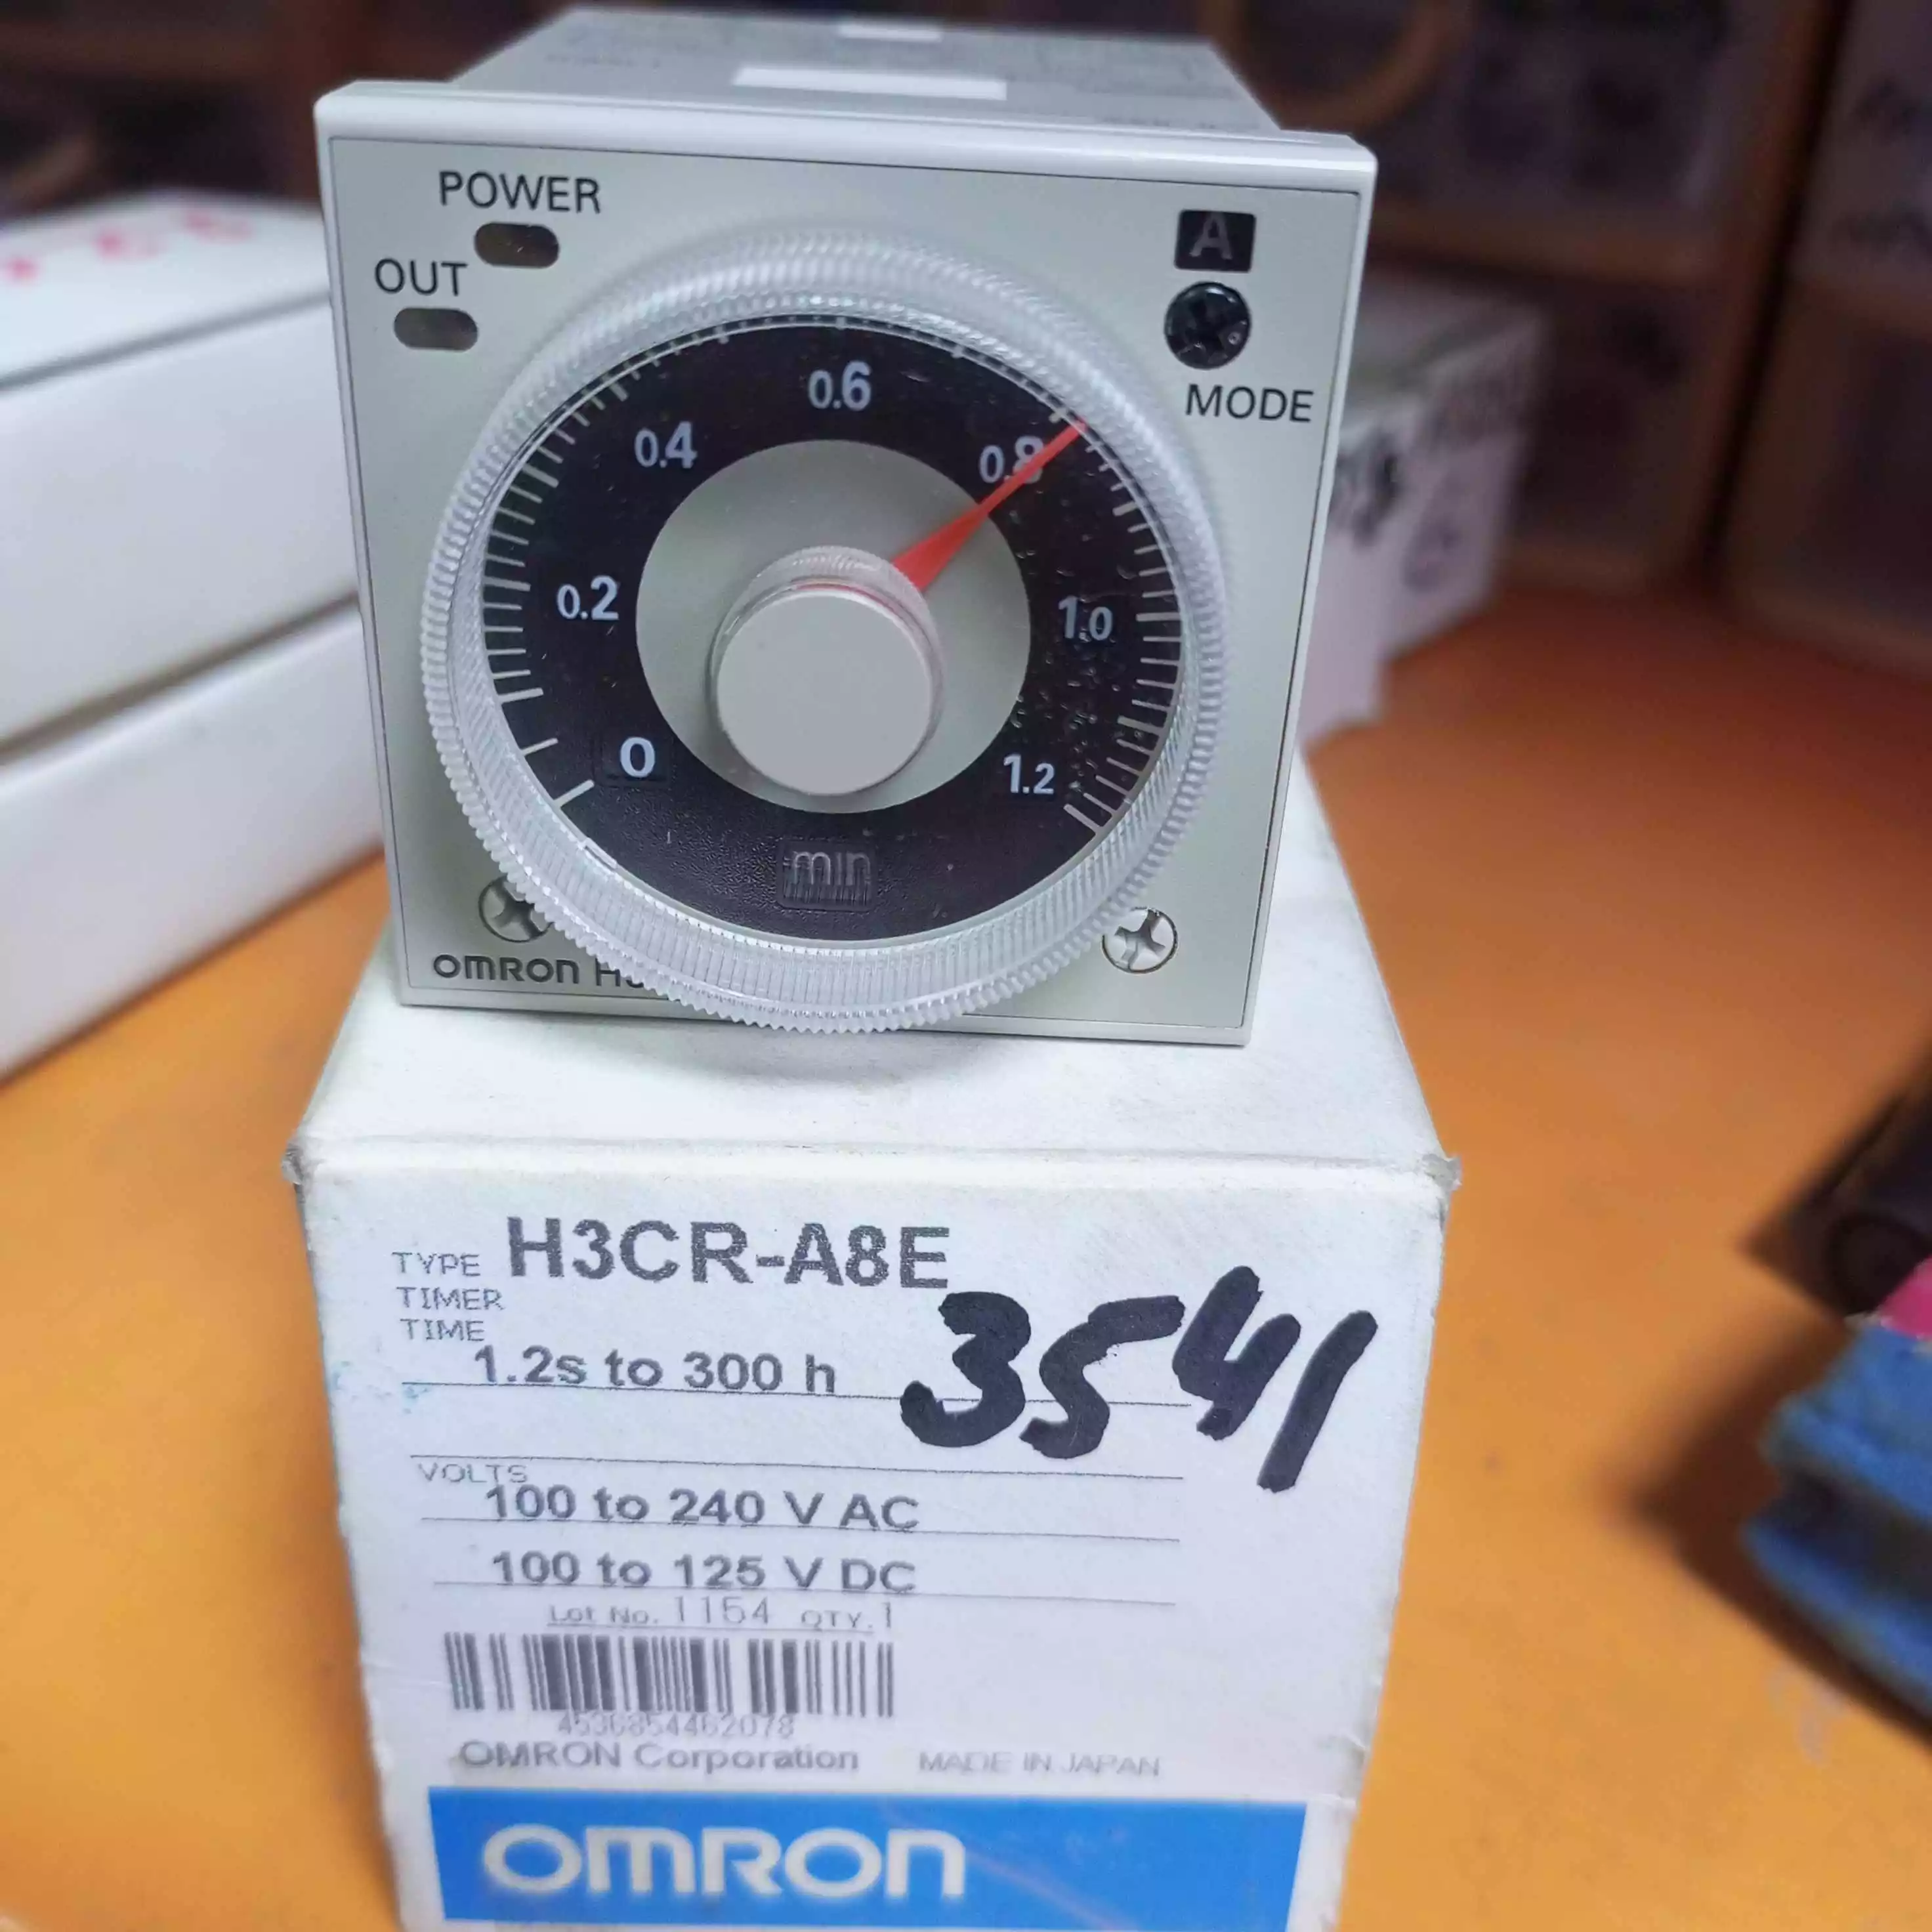 POWER
OUT
A
MODE
0.6
0.4
0.8
0.2
1.0
0
1.2
min
OMRON
TYPE H3CR-A8E
TIMER
TIME
1.2s to 300 h
3541
VOLTS
100 to 240 V AC
100 to 125 V DC
Lot No. 1154 QTY. 1
4536854462078
OMRON Corporation MADE IN JAPAN
OMRON